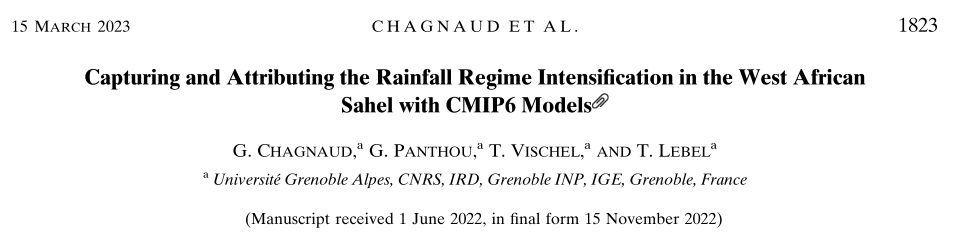 15 MARCH 2023 CHAGNAUD ET AL. 1823
Capturing and Attributing the Rainfall Regime Intensification in the West African
Sahel with CMIP6 Models
G. CHAGNAUD,a G. PANTHOU,a T. VISCHEL,a AND T. LEBELa
a Université Grenoble Alpes, CNRS, IRD, Grenoble INP, IGE, Grenoble, France
(Manuscript received 1 June 2022, in final form 15 November 2022)